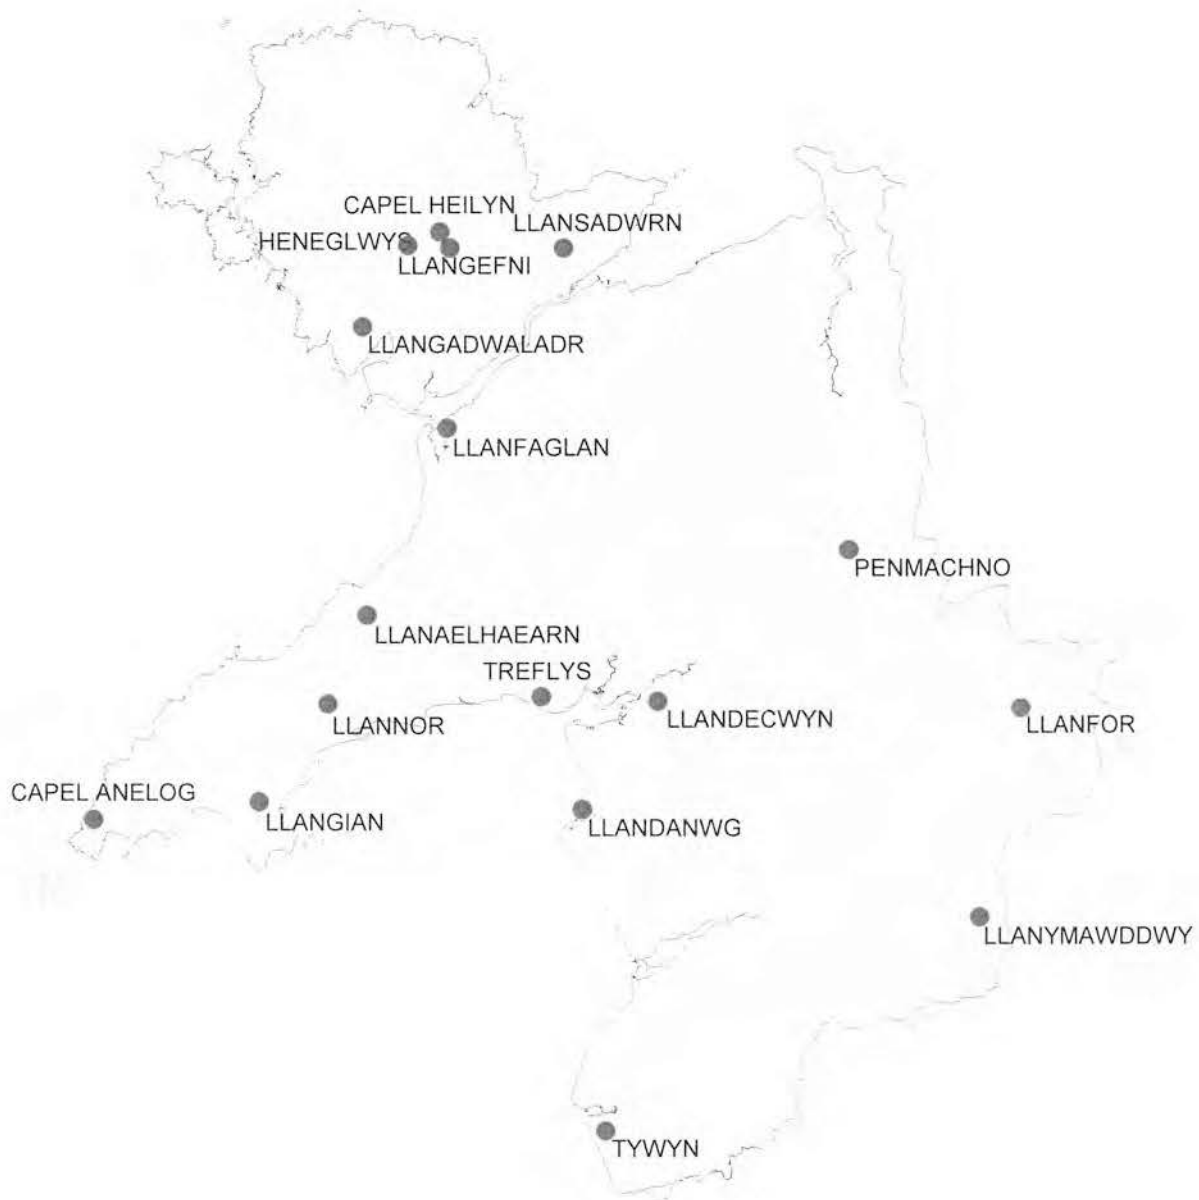 CAPEL HEILYN
LLANSADWRN
HENEGLWYS
LLANGEFNI
LLANGADWALADR
LLANFAGLAN
PENMACHNO
LLANAELHAEARN
TREFLYS
LLANNOR
LLANDECWYN
LLANFOR
CAPEL ANELOG
LLANGIAN
LLANDANWG
LLANYMAWDDWY
TYWYN